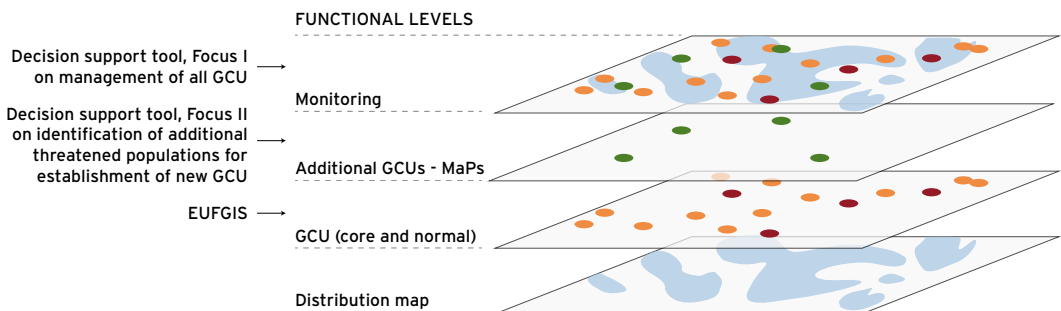 FUNCTIONAL LEVELS
Decision support tool, Focus I
on management of all GCU
Monitoring
Decision support tool, Focus II
on identification of additional
threatened populations for
establishment of new GCU
Additional GCUs - MaPs
EUFGIS
GCU (core and normal)
Distribution map